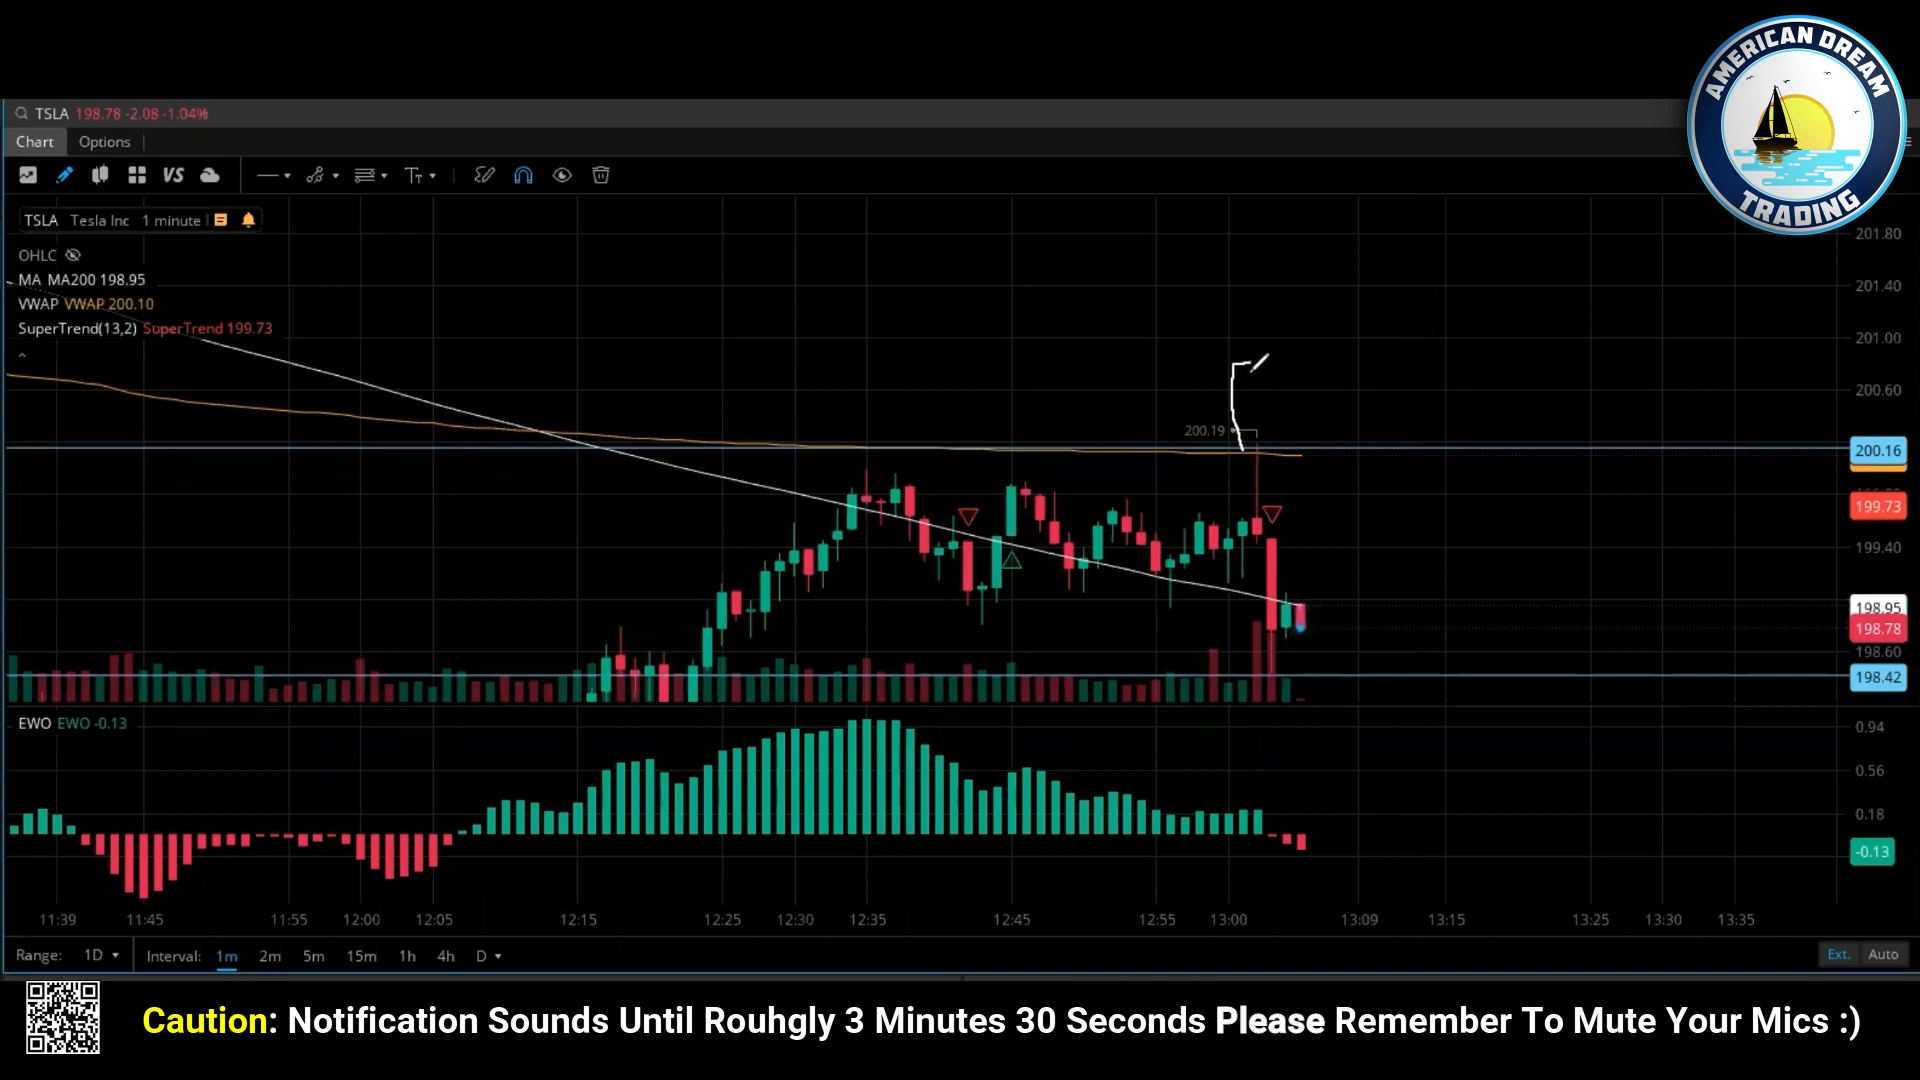 AMERICAN DREAM
TRADING
TSLA 198.78 -2.08 -1.04%
Chart Options
VS
TSLA Tesla Inc 1 minute
OHLC
MA MA200 198.95
VWAP VWAP 200.10
SuperTrend(13,2) SuperTrend 199.73
201.80
201.40
201.00
200.60
200.19
200.16
199.73
199.40
198.95
198.78
198.60
198.42
EWO EWO -0.13
0.94
0.56
0.18
-0.13
11:39 11:45 11:55 12:00 12:05 12:15 12:25 12:30 12:35 12:45 12:55 13:00 13:09 13:15 13:25 13:30 13:35
Range: 1D Interval: 1m 2m 5m 15m 1h 4h D Ext. Auto
Caution: Notification Sounds Until Rouhgly 3 Minutes 30 Seconds Please Remember To Mute Your Mics :)